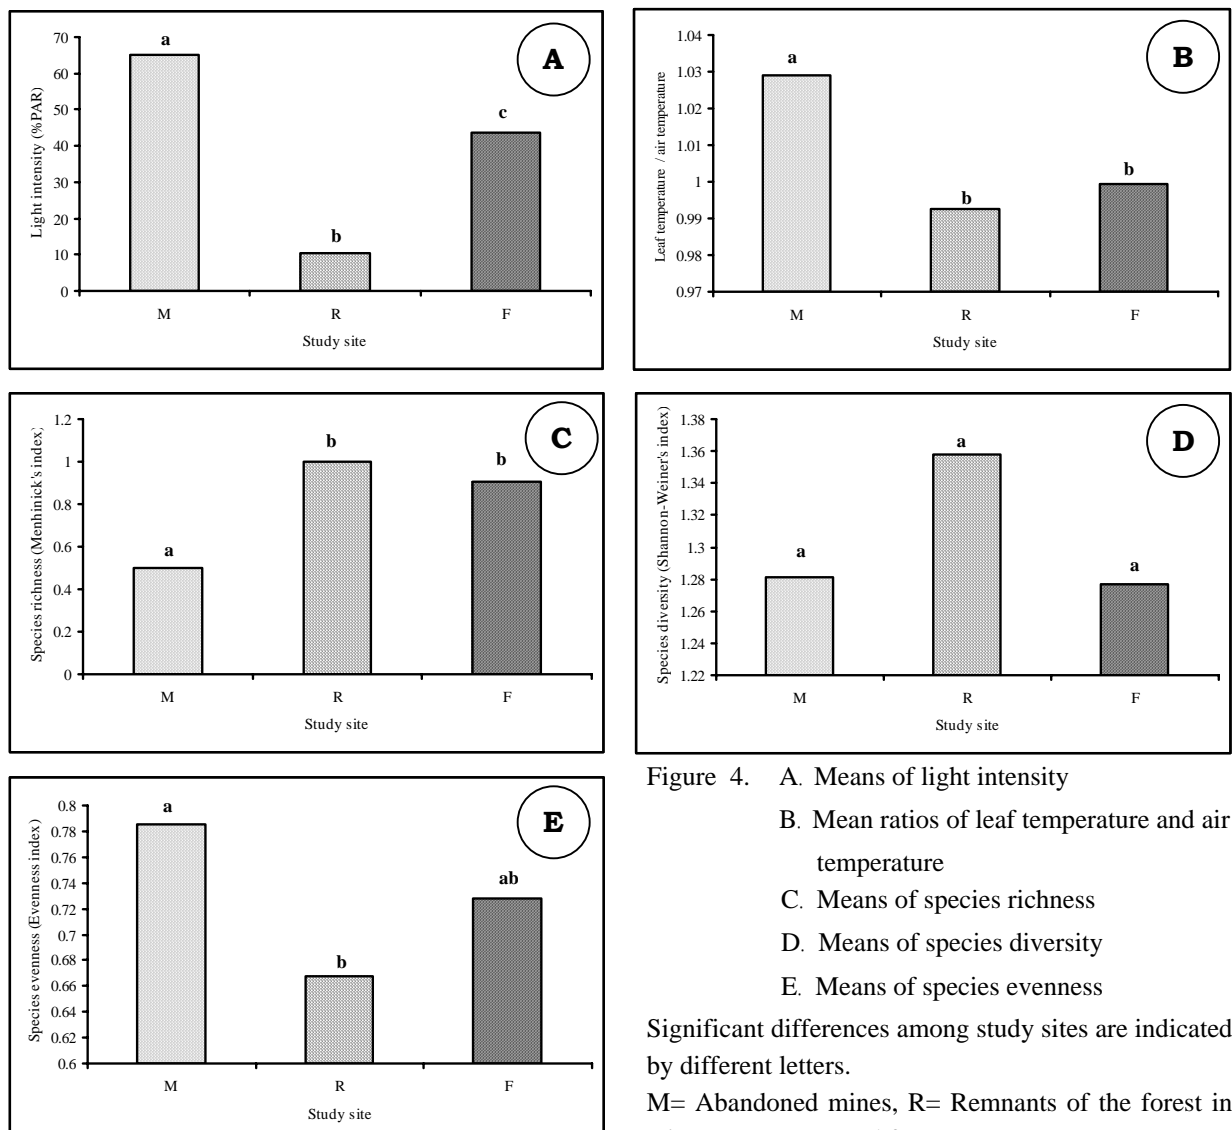 A
Light intensity (%PAR)
70
60
50
40
30
20
10
0
a
b
c
M R F
Study site
B
Leaf temperature / air temperature
1.04
1.03
1.02
1.01
1
0.99
0.98
0.97
a
b
b
M R F
Study site
C
Species richness (Menhinick's index)
1.2
1
0.8
0.6
0.4
0.2
0
a
b
b
M R F
Study site
D
Species diversity (Shannon-Weiner's index)
1.38
1.36
1.34
1.32
1.3
1.28
1.26
1.24
1.22
a
a
a
M R F
Study site
E
Species evenness (Evenness index)
0.8
0.78
0.76
0.74
0.72
0.7
0.68
0.66
0.64
0.62
0.6
a
b
ab
M R F
Study site
Figure 4. A. Means of light intensity
B. Mean ratios of leaf temperature and air
temperature
C. Means of species richness
D. Means of species diversity
E. Means of species evenness
Significant differences among study sites are indicated
by different letters.
M= Abandoned mines, R= Remnants of the forest in